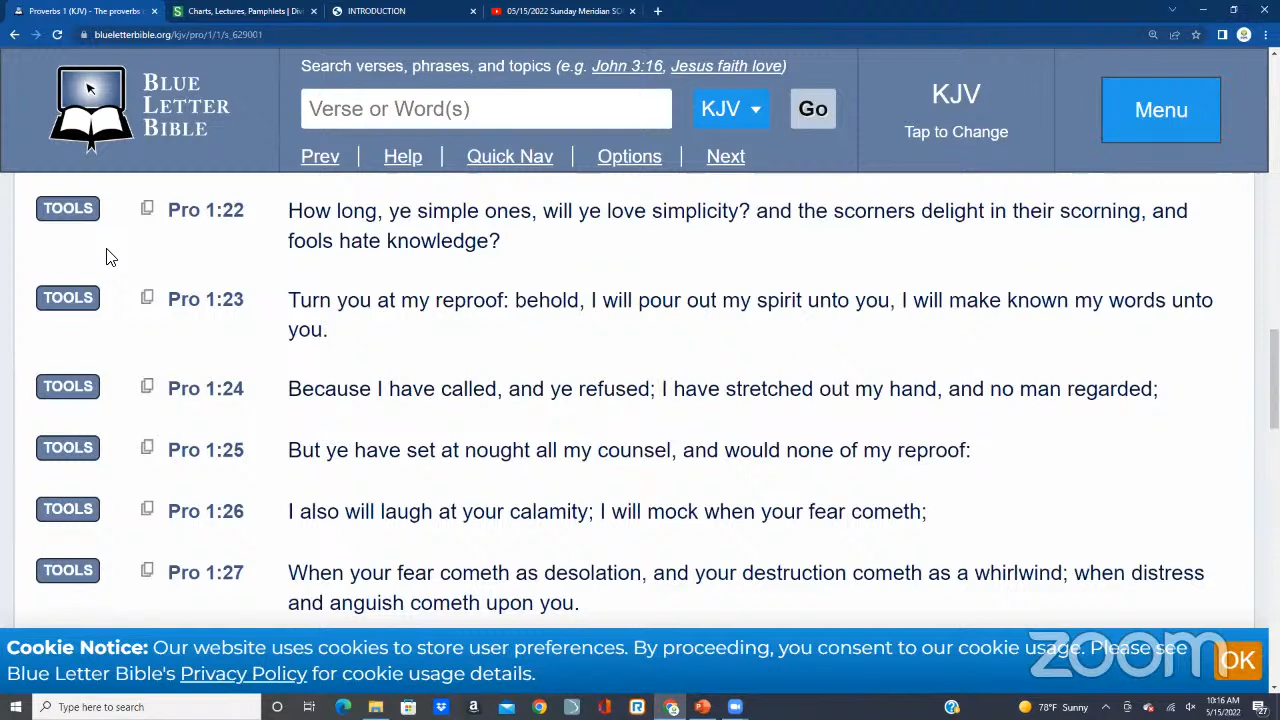 Proverbs 1 (KJV) - The proverbs
Charts, Lectures, Pamphlets | Div
INTRODUCTION
05/15/2022 Sunday Meridian SO
blueletterbible.org/kjv/pro/1/1/s_629001
BLUE
LETTER
BIBLE
Search verses, phrases, and topics (e.g. John 3:16, Jesus faith love)
Verse or Word(s)
KJV
Go
Prev
Help
Quick Nav
Options
Next
KJV
Tap to Change
Menu
TOOLS Pro 1:22 How long, ye simple ones, will ye love simplicity? and the scorners delight in their scorning, and
fools hate knowledge?
TOOLS Pro 1:23 Turn you at my reproof: behold, I will pour out my spirit unto you, I will make known my words unto
you.
TOOLS Pro 1:24 Because I have called, and ye refused; I have stretched out my hand, and no man regarded;
TOOLS Pro 1:25 But ye have set at nought all my counsel, and would none of my reproof:
TOOLS Pro 1:26 I also will laugh at your calamity; I will mock when your fear cometh;
TOOLS Pro 1:27 When your fear cometh as desolation, and your destruction cometh as a whirlwind; when distress
and anguish cometh upon you.
Cookie Notice: Our website uses cookies to store user preferences. By proceeding, you consent to our cookie usage. Please see
Blue Letter Bible's Privacy Policy for cookie usage details.
OK
zoom
Type here to search
78°F Sunny
10:16 AM
5/15/2022
27